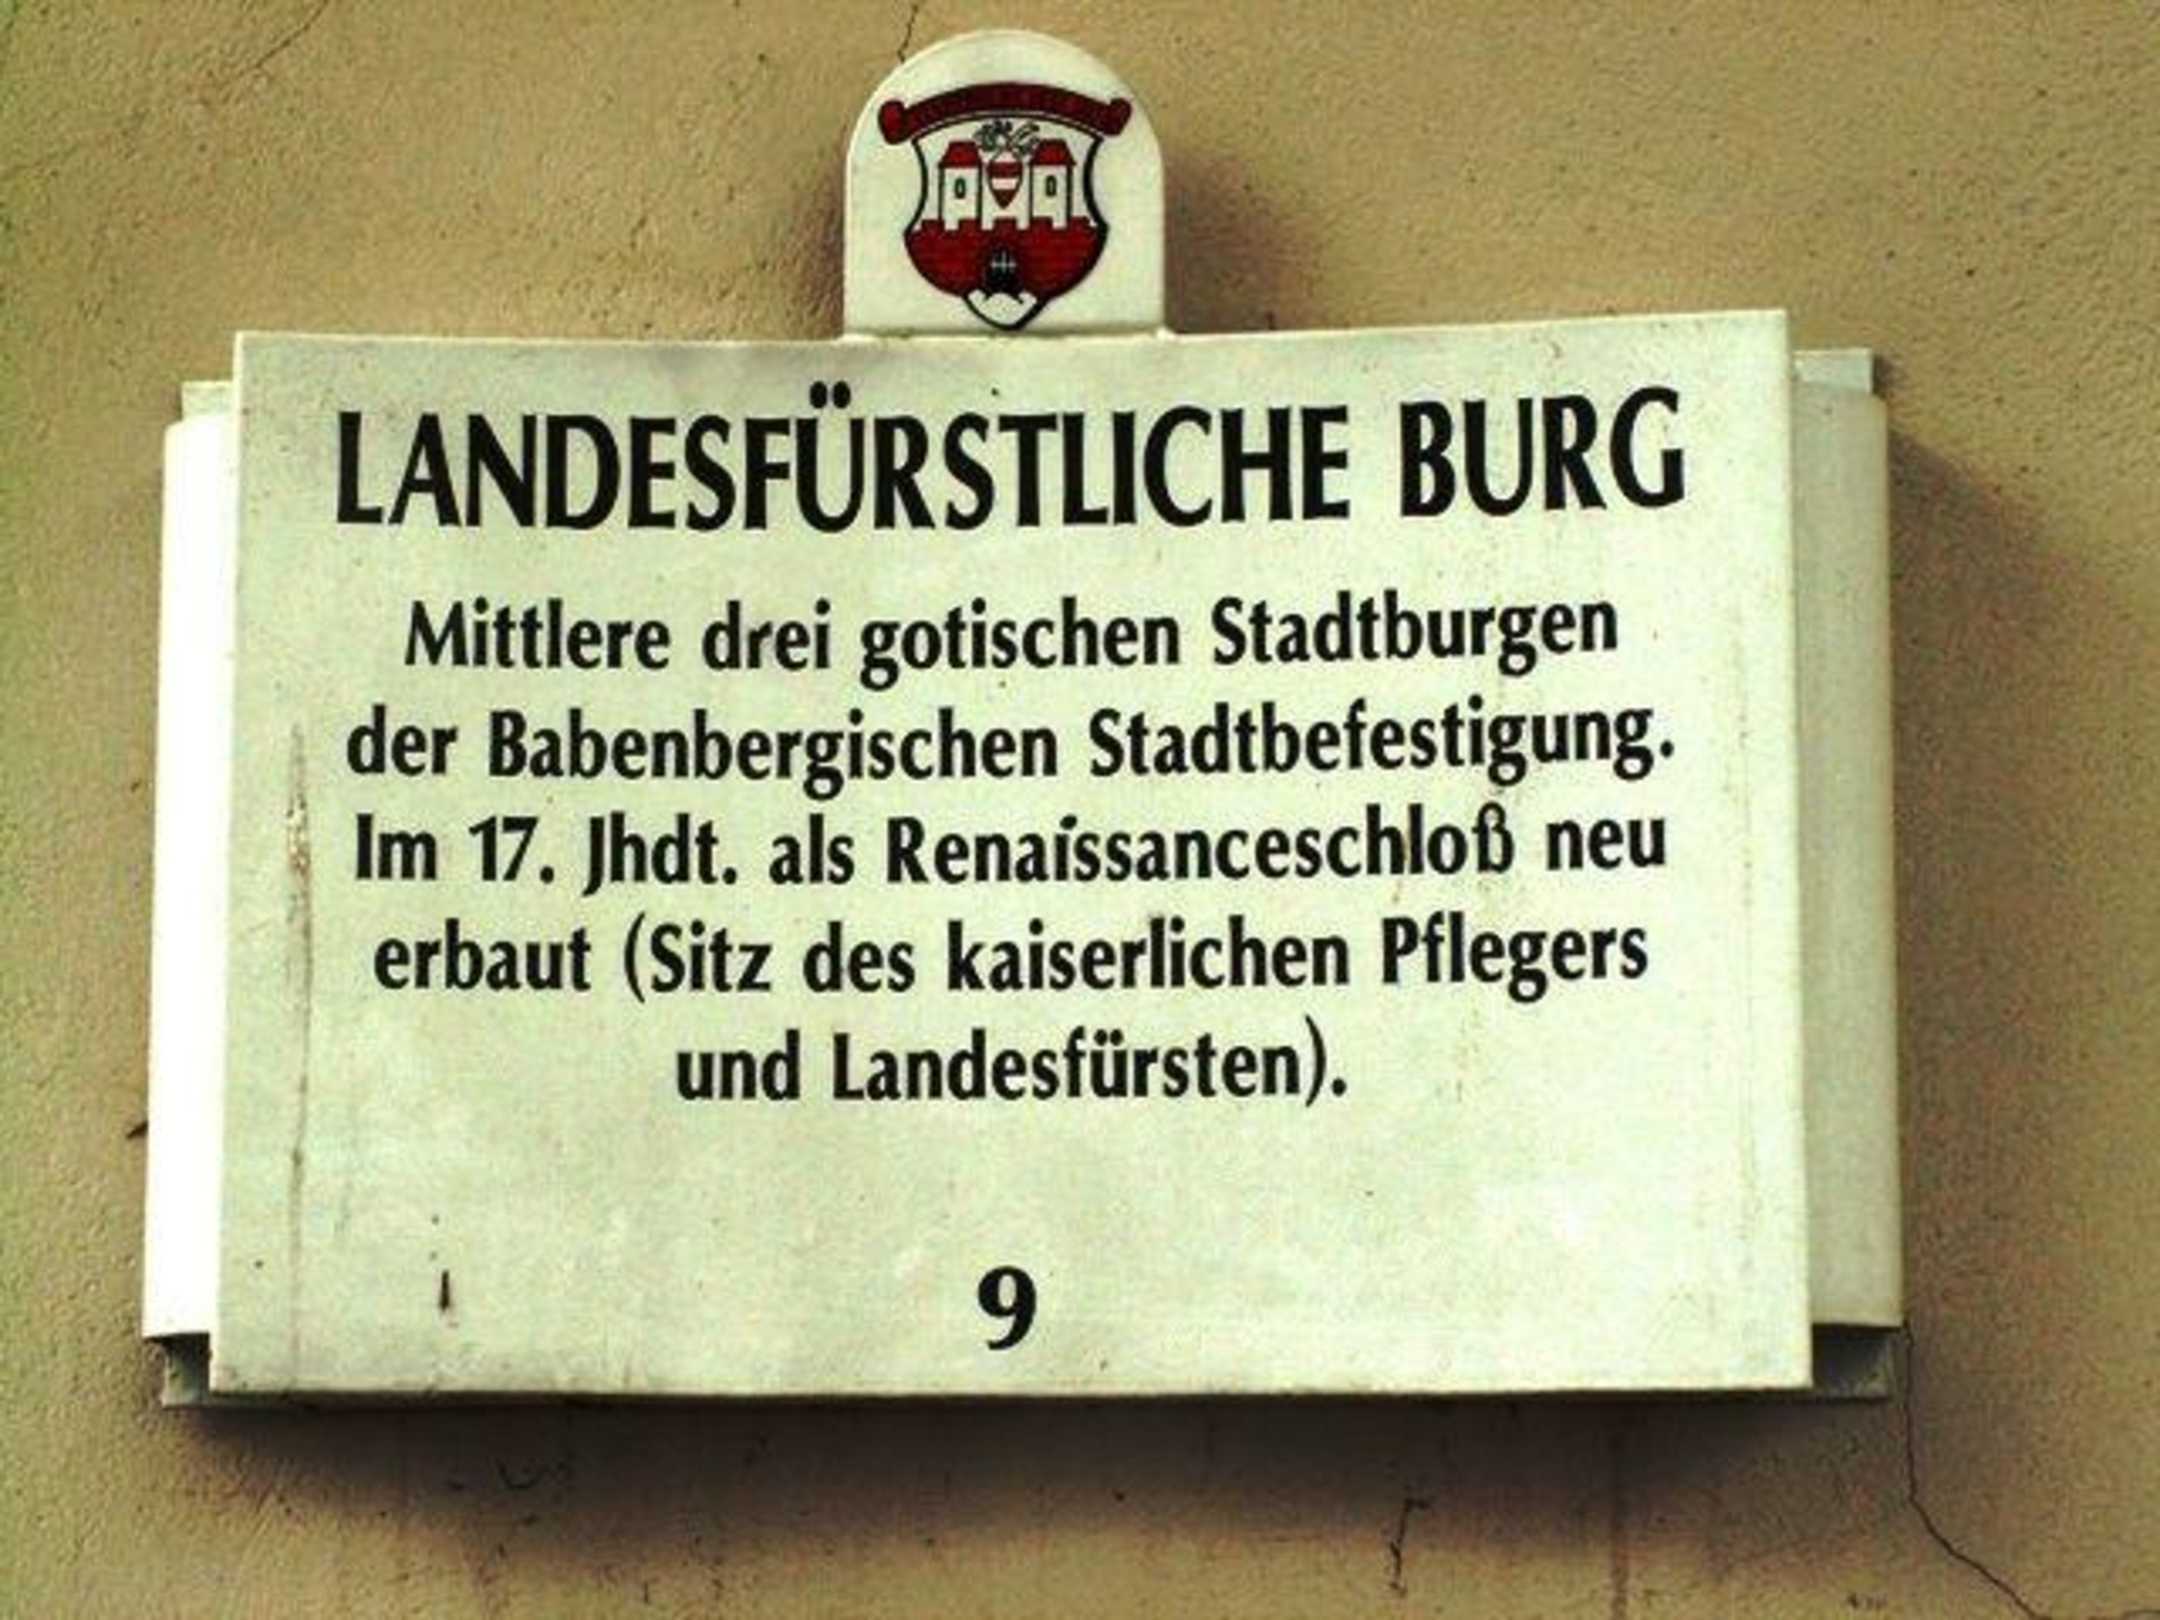 LANDESFÜRSTLICHE BURG
Mittlere drei gotischen Stadtburgen
der Babenbergischen Stadtbefestigung.
Im 17. Jhdt. als Renaissanceschloß neu
erbaut (Sitz des kaiserlichen Pflegers
und Landesfürsten).
9